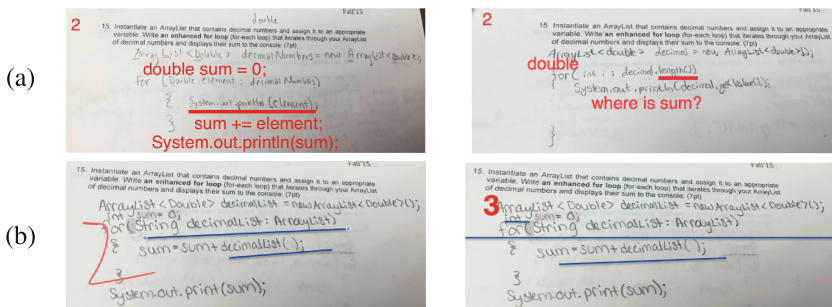 (a)
Fall'15
2
double
15. Instantiate an ArrayList that contains decimal numbers and assign it to an appropriate
variable. Write an enhanced for loop (for-each loop) that iterates through your ArrayList
of decimal numbers and displays their sum to the console: (7pt)
ArrayList<Double> decimalNumbers = new ArrayList<Double>();
double sum = 0;
for (Double element : decimalNumbers)
{ System.out.println(element);
sum += element;
}
System.out.println(sum);
2
15. Instantiate an ArrayList that contains decimal numbers and assign it to an appropriate
variable. Write an enhanced for loop (for-each loop) that iterates through your ArrayList
of decimal numbers and displays their sum to the console: (7pt)
ArrayList<double> decimal = new ArrayList<double>();
double
for( int i : decimal.length())
{ System.out.println(decimal.getValue(i);
where is sum?
}
(b)
Fall'15
15. Instantiate an ArrayList that contains decimal numbers and assign it to an appropriate
variable. Write an enhanced for loop (for-each loop) that iterates through your ArrayList
of decimal numbers and displays their sum to the console: (7pt)
ArrayList<Double> decimalList = new ArrayList<Double>();
int sum = 0;
for(String decimalList : ArrayList)
{ sum = sum + decimalList( );
}
System.out.print(sum);
Fall'15
15. Instantiate an ArrayList that contains decimal numbers and assign it to an appropriate
variable. Write an enhanced for loop (for-each loop) that iterates through your ArrayList
of decimal numbers and displays their sum to the console: (7pt)
3
ArrayList<Double> decimalList = new ArrayList<Double>();
int sum = 0;
for(String decimalList : ArrayList)
{ sum = sum + decimalList( );
}
System.out.print(sum);